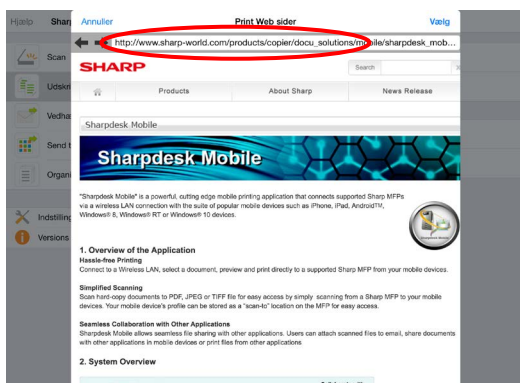 Hjælp Sharp
Annuller Print Web sider Vælg
http://www.sharp-world.com/products/copier/docu_solutions/mobile/sharpdesk_mob...
Scan
SHARP
Search
Udskri
Products About Sharp News Release
Vedhæ
Sharpdesk Mobile
Send t
Sharpdesk Mobile
Organi
"Sharpdesk Mobile" is a powerful, cutting edge mobile printing application that connects supported Sharp MFPs
via a wireless LAN connection with the suite of popular mobile devices such as iPhone, iPad, Android™,
Windows® 8, Windows® RT or Windows® 10 devices.
Indstilling
Versions
Sharpdesk Mobile
1. Overview of the Application
Hassle-free Printing
Connect to a Wireless LAN, select a document, preview and print directly to a supported Sharp MFP from your mobile devices.
Simplified Scanning
Scan hard-copy documents to PDF, JPEG or TIFF file for easy access by simply scanning from a Sharp MFP to your mobile
devices. Your mobile device's profile can be stored as a "scan-to" location on the MFP for easy access.
Seamless Collaboration with Other Applications
Sharpdesk Mobile allows seamless file sharing with other applications. Users can attach scanned files to email, share documents
with other applications in mobile devices or print files from other applications.
2. System Overview